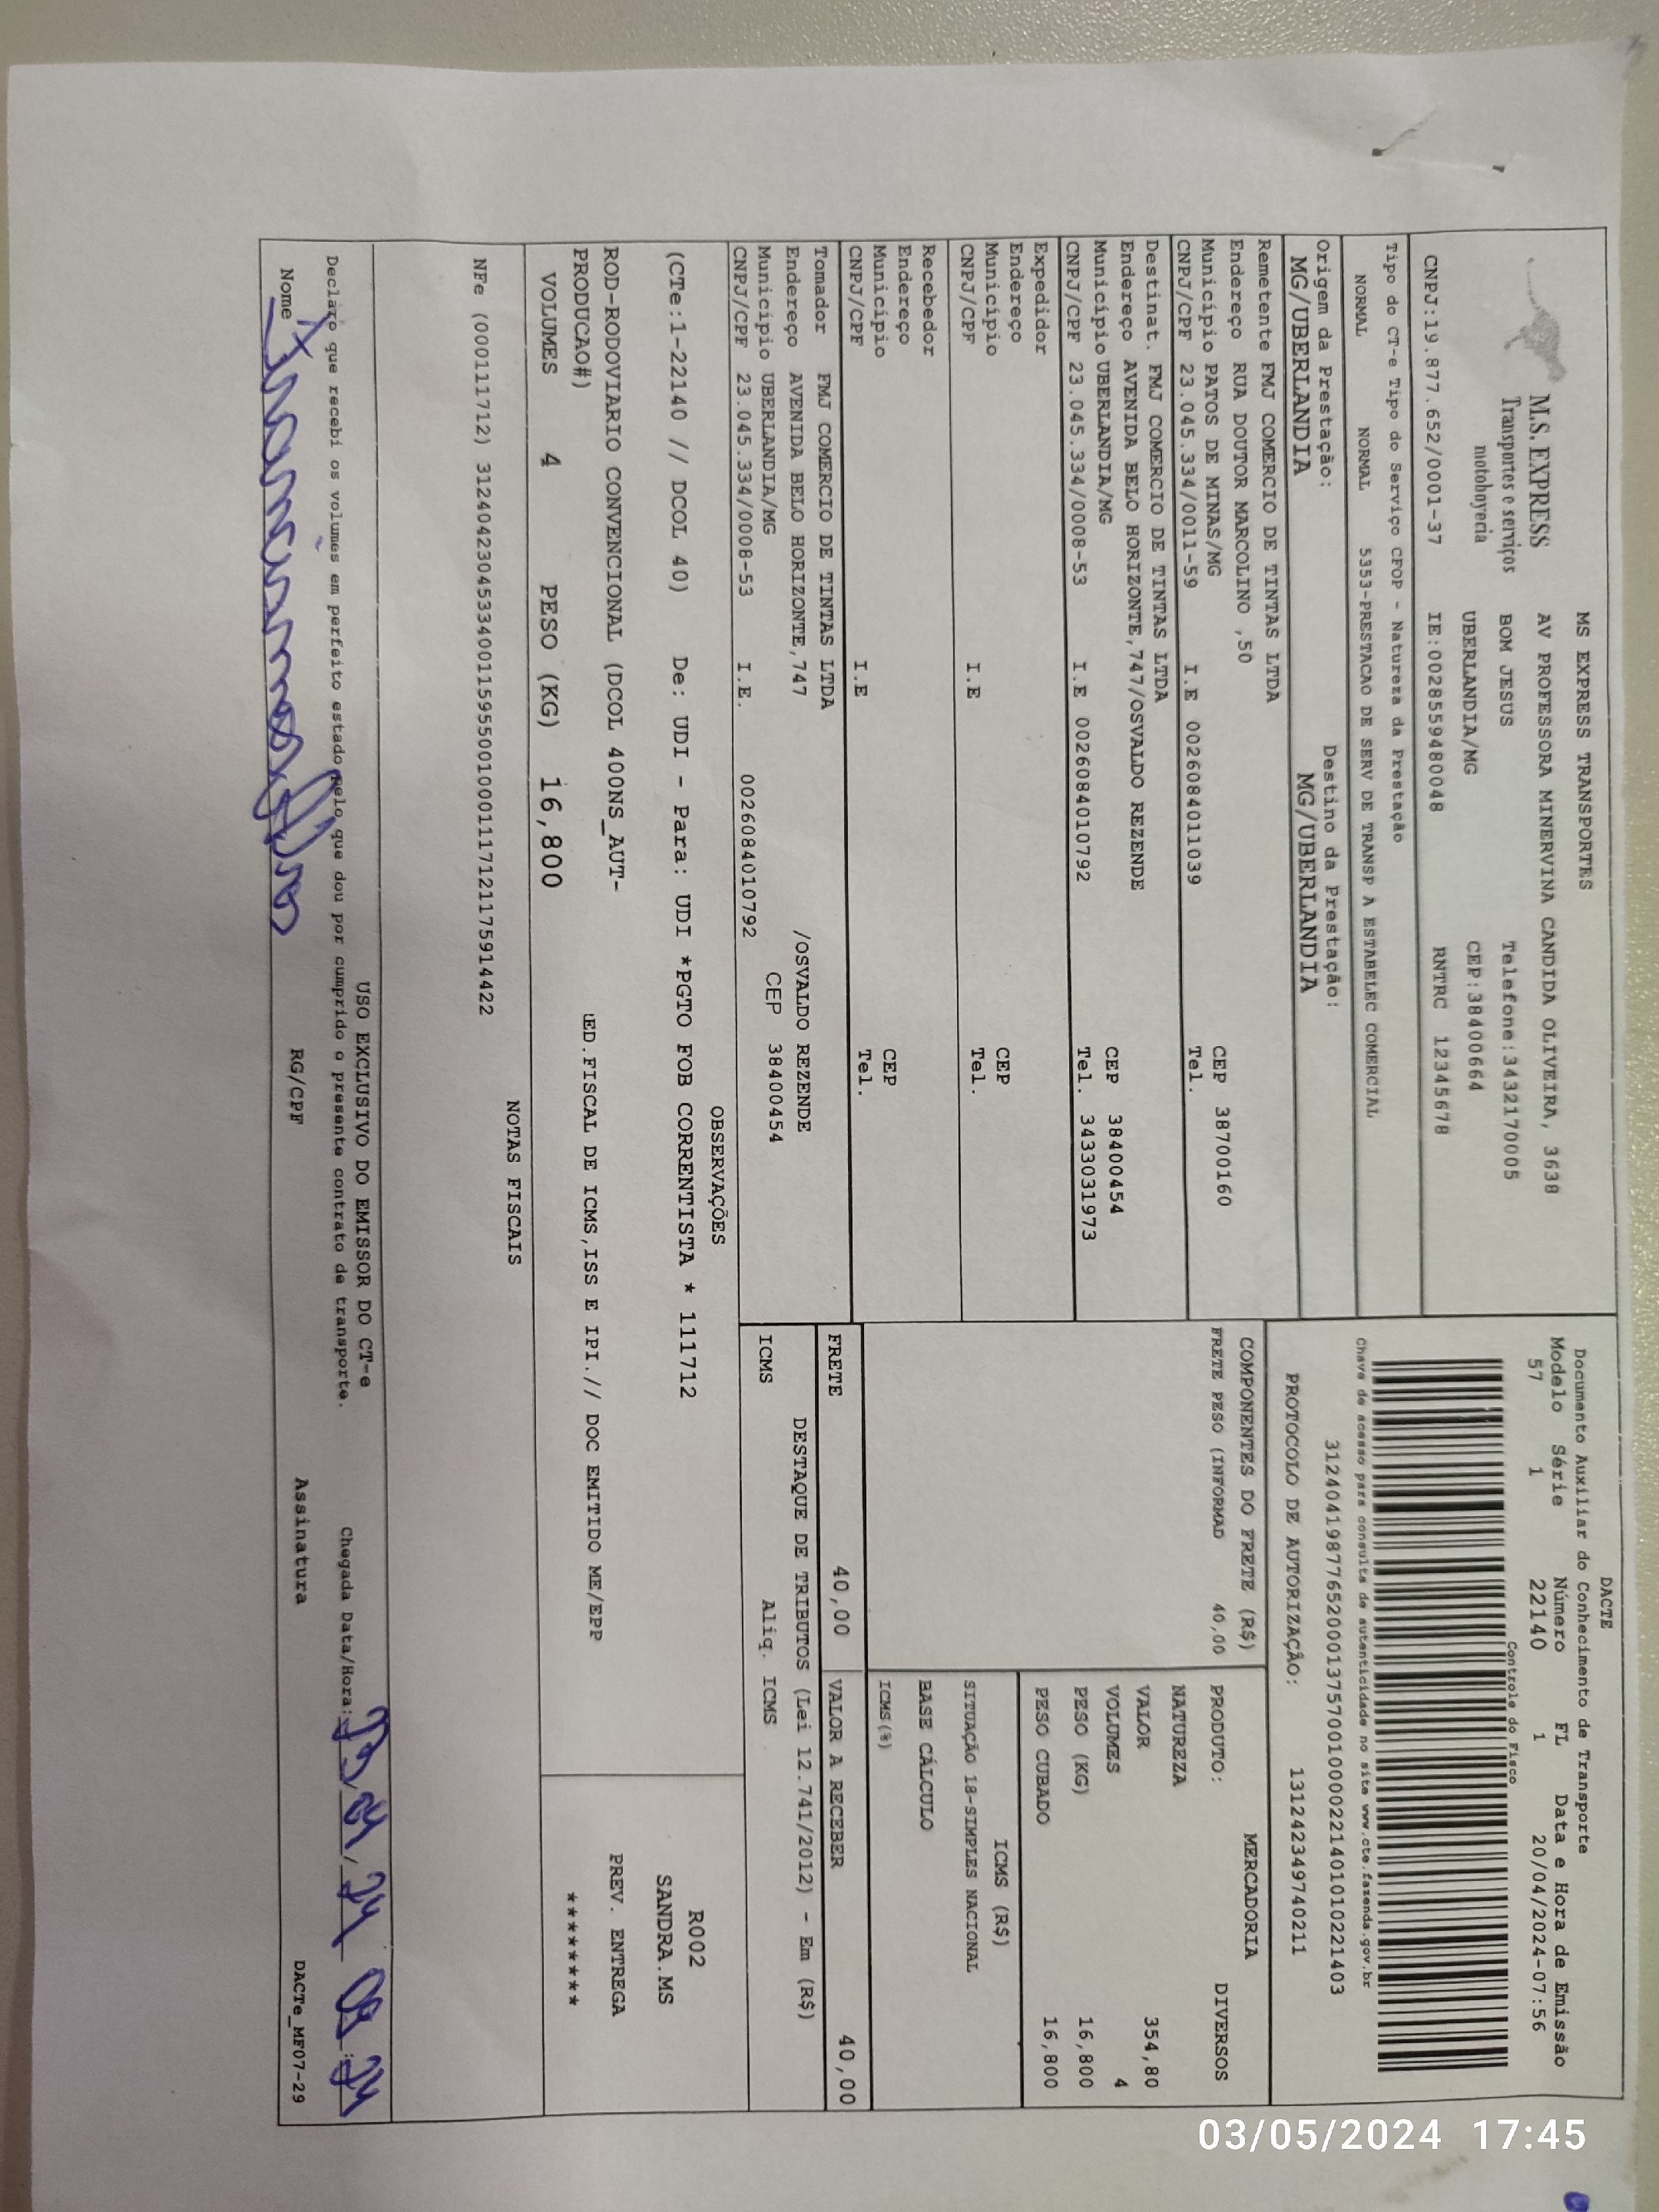 M.S. EXPRESS
Transportes e serviços
motoboyecia
MS EXPRESS TRANSPORTES
AV PROFESSORA MINERVINA CANDIDA OLIVEIRA, 3638
BOM JESUS Telefone:3432170005
UBERLANDIA/MG CEP:38400664
CNPJ:19.877.652/0001-37 IE:0028559480048 RNTRC 12345678
DACTE
Documento Auxiliar do Conhecimento de Transporte
Modelo Série Número FL Data e Hora de Emissão
57 1 22140 1 20/04/2024-07:56
Controle do Fisco
Chave de acesso para consulta de autenticidade no site www.cte.fazenda.gov.br
31240419877652000137570010000221401010221403
PROTOCOLO DE AUTORIZAÇÃO: 131242349740211
Tipo do CT-e Tipo do Serviço CFOP - Natureza da Prestação
NORMAL NORMAL 5353-PRESTACAO DE SERV DE TRANSP A ESTABELEC COMERCIAL
Origem da Prestação: Destino da Prestação:
MG/UBERLANDIA MG/UBERLANDIA
Remetente FMJ COMERCIO DE TINTAS LTDA
Endereço RUA DOUTOR MARCOLINO ,50
Município PATOS DE MINAS/MG CEP 38700160
CNPJ/CPF 23.045.334/0011-59 I.E 0026084011039 Tel.
Destinat. FMJ COMERCIO DE TINTAS LTDA
Endereço AVENIDA BELO HORIZONTE,747/OSVALDO REZENDE
Município UBERLANDIA/MG CEP 38400454
CNPJ/CPF 23.045.334/0008-53 I.E 0026084010792 Tel. 3433031973
Expedidor
Endereço
Município CEP
CNPJ/CPF I.E Tel.
Recebedor
Endereço
Município CEP
CNPJ/CPF I.E Tel.
Tomador FMJ COMERCIO DE TINTAS LTDA
Endereço AVENIDA BELO HORIZONTE,747 /OSVALDO REZENDE
Município UBERLANDIA/MG CEP 38400454
CNPJ/CPF 23.045.334/0008-53 I.E. 0026084010792
COMPONENTES DO FRETE (R$)
FRETE PESO (INFORMAD 40,00
MERCADORIA
PRODUTO: DIVERSOS
NATUREZA
VALOR 354,80
VOLUMES 4
PESO (KG) 16,800
PESO CUBADO 16,800
ICMS (R$)
SITUAÇÃO 18-SIMPLES NACIONAL
BASE CÁLCULO
ICMS(%)
FRETE 40,00 VALOR A RECEBER 40,00
DESTAQUE DE TRIBUTOS (Lei 12.741/2012) - Em (R$)
ICMS Aliq. ICMS
OBSERVAÇÕES
(CTe:1-22140 // DCOL 40) De: UDI - Para: UDI *PGTO FOB CORRENTISTA * 111712
ROD-RODOVIARIO CONVENCIONAL (DCOL 400NS_AUT-
PRODUCAO#) ED.FISCAL DE ICMS,ISS E IPI.// DOC EMITIDO ME/EPP
R002
SANDRA.MS
PREV. ENTREGA
********
VOLUMES 4 PESO (KG) 16,800
NOTAS FISCAIS
NFe (000111712) 31240423045334001159550010001117121175914422
USO EXCLUSIVO DO EMISSOR DO CT-e
Declaro que recebi os volumes em perfeito estado pelo que dou por cumprido o presente contrato de transporte. Chegada Data/Hora:
Nome RG/CPF Assinatura DACTe_MF07-29
03/05/2024 17:45